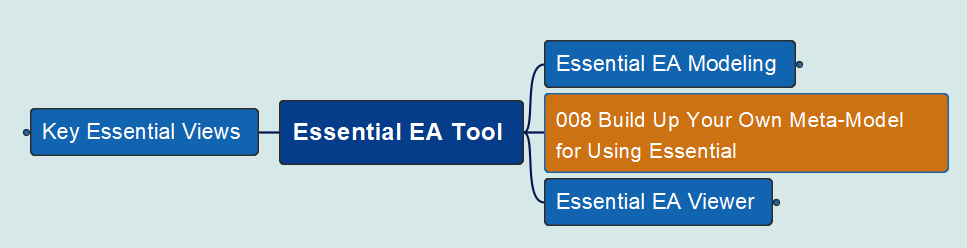 Key Essential Views
Essential EA Tool
Essential EA Modeling
008 Build Up Your Own Meta-Model
for Using Essential
Essential EA Viewer